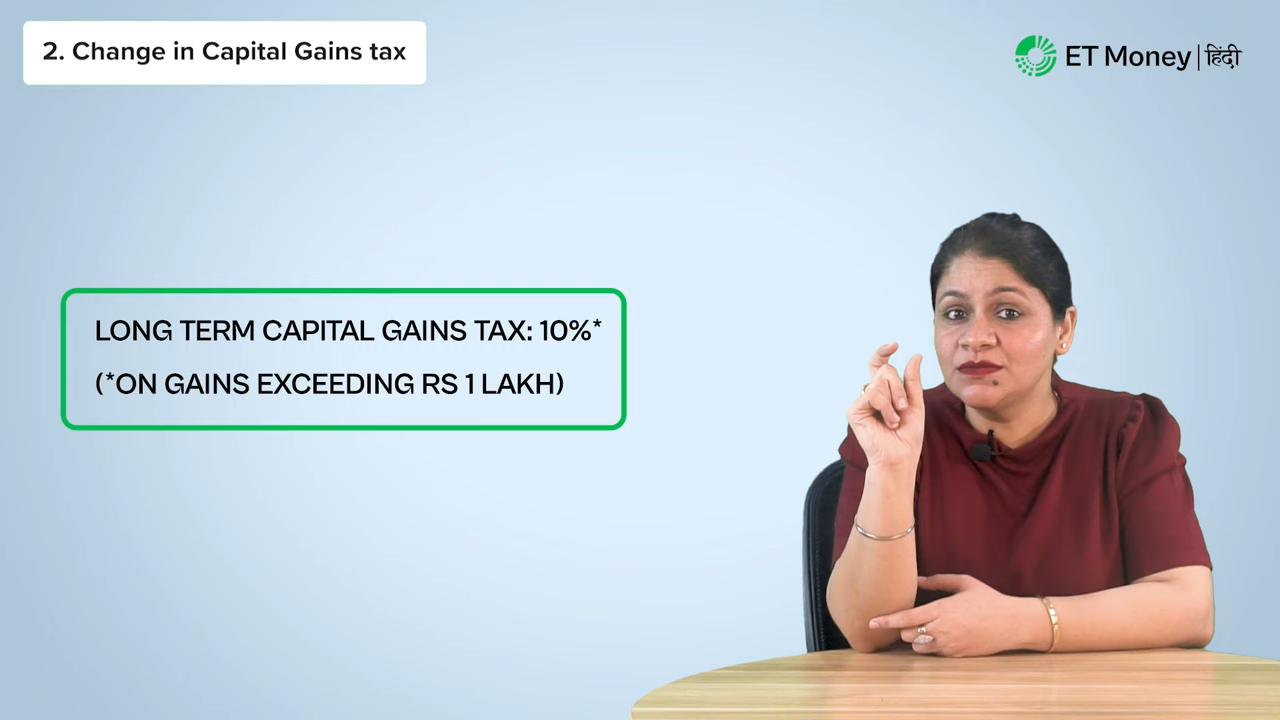 2. Change in Capital Gains tax
ET Money | हिंदी
LONG TERM CAPITAL GAINS TAX: 10%*
(*ON GAINS EXCEEDING RS 1 LAKH)